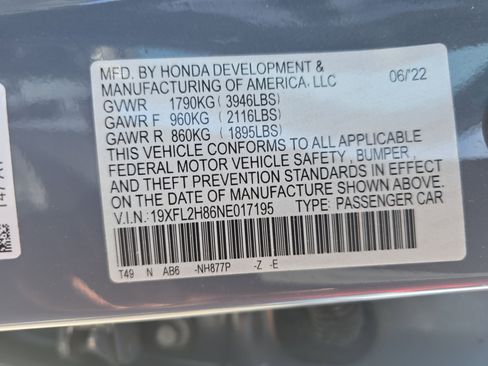 MFD. BY HONDA DEVELOPMENT & 06/'22
MANUFACTURING OF AMERICA, LLC
GVWR 1790KG ( 3946LBS)
GAWR F 960KG ( 2116LBS)
GAWR R 860KG ( 1895LBS)
THIS VEHICLE CONFORMS TO ALL APPLICABLE
FEDERAL MOTOR VEHICLE SAFETY , BUMPER ,
AND THEFT PREVENTION STANDARDS IN EFFECT
ON THE DATE OF MANUFACTURE SHOWN ABOVE.
V.I.N.: 19XFL2H86NE017195 TYPE: PASSENGER CAR
T49 N AB6 -NH877P -Z -E